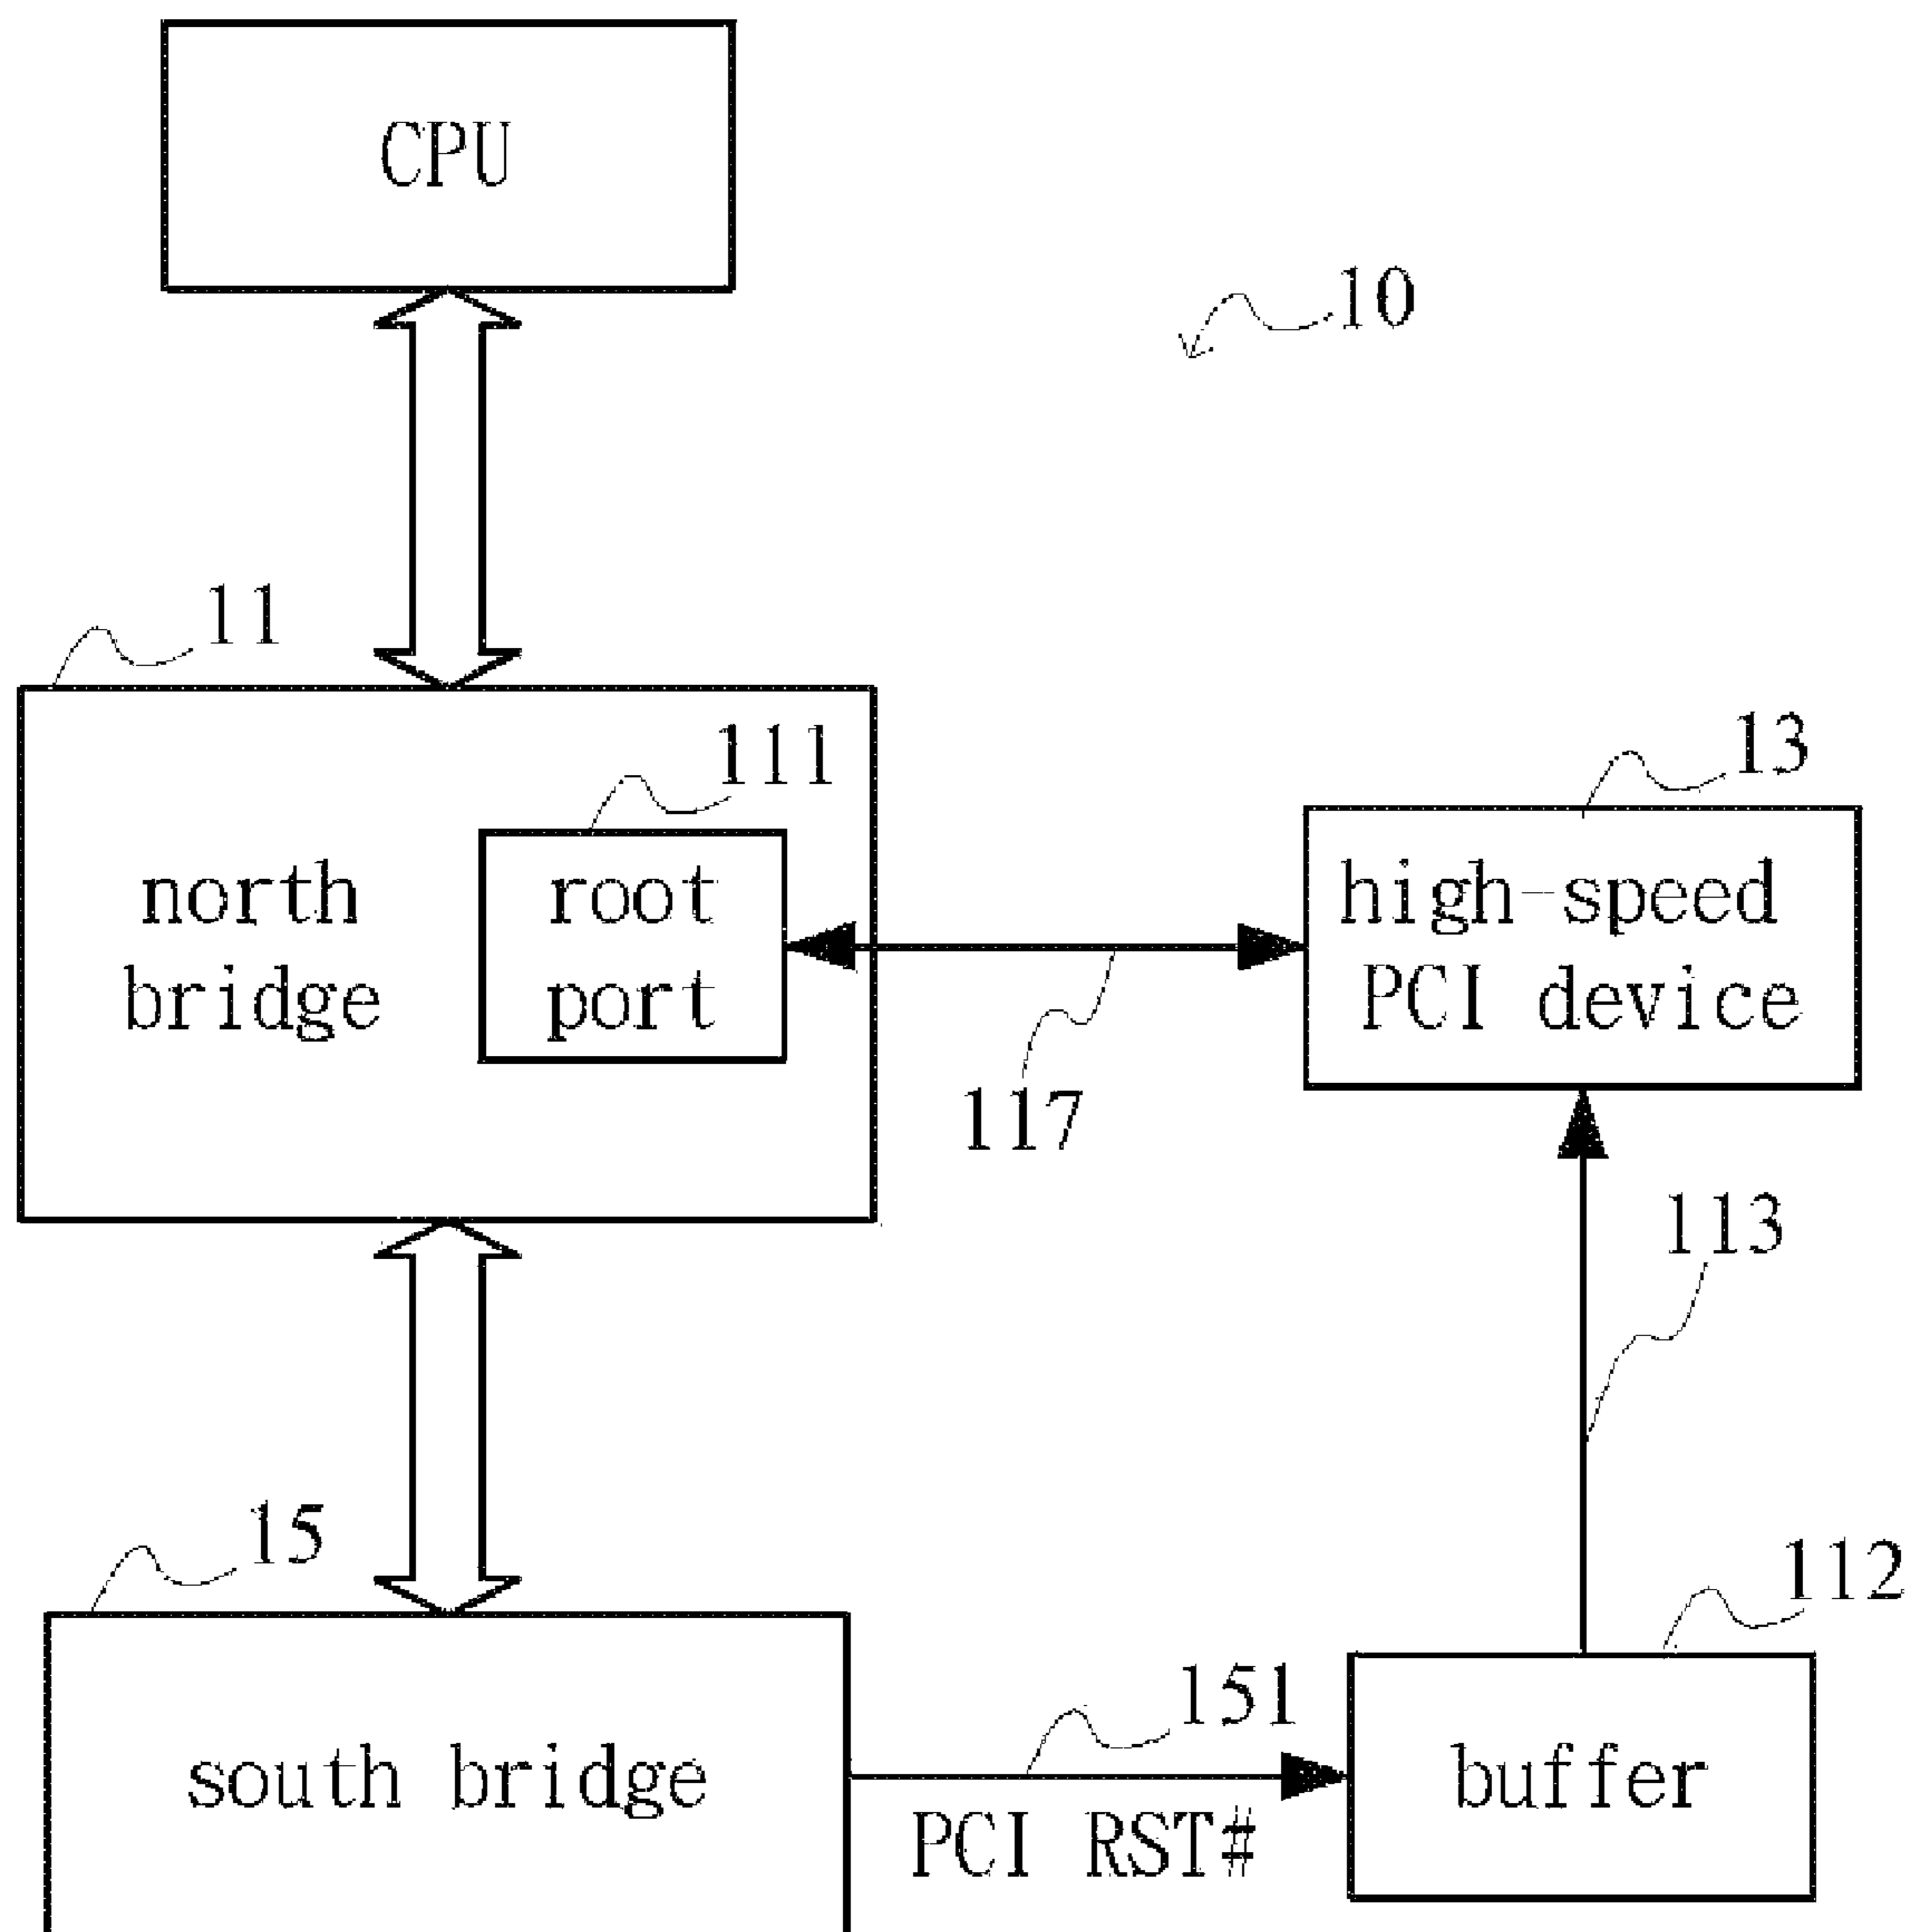 CPU
10
11
111
13
north
bridge
root
port
high-speed
PCI device
117
113
15
112
151
south bridge
buffer
PCI RST#